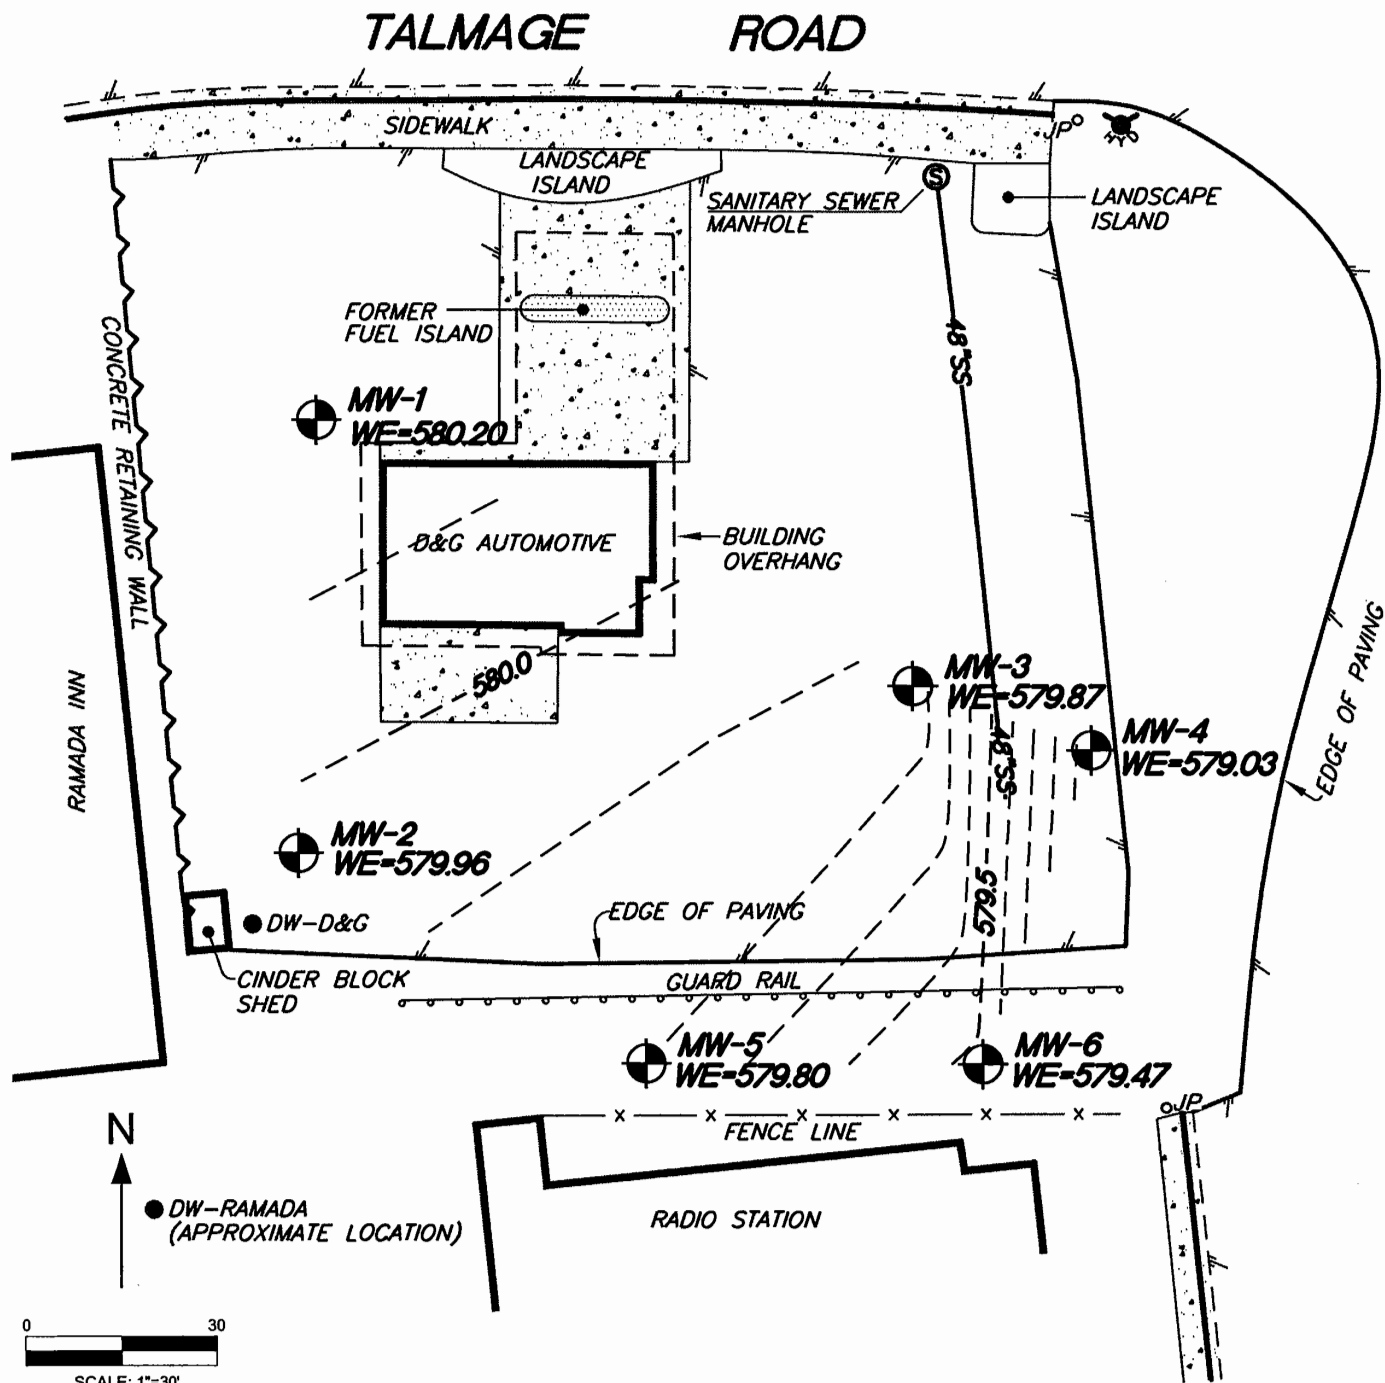 TALMAGE ROAD
SIDEWALK
JP
HYD
LANDSCAPE
ISLAND
S
SANITARY SEWER
MANHOLE
LANDSCAPE
ISLAND
FORMER
FUEL ISLAND
48"SS
CONCRETE RETAINING WALL
MW-1
WE=580.20
D&G AUTOMOTIVE
BUILDING
OVERHANG
580.0
MW-3
WE=579.87
MW-4
WE=579.03
48"SS
EDGE OF PAVING
RAMADA INN
MW-2
WE=579.96
579.5
DW-D&G
EDGE OF PAVING
CINDER BLOCK
SHED
GUARD RAIL
MW-5
WE=579.80
MW-6
WE=579.47
JP
FENCE LINE
N
DW-RAMADA
(APPROXIMATE LOCATION)
RADIO STATION
0 30
SCALE: 1"=30'